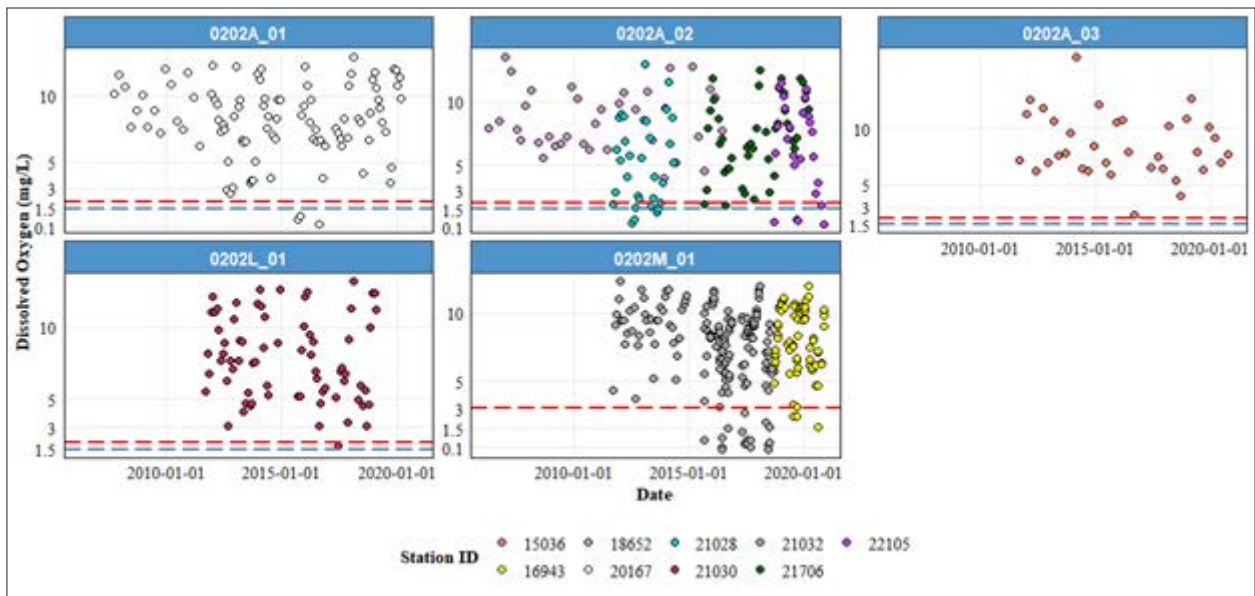 0202A_01 0202A_02 0202A_03
10
5
3
1.5
0.1
10
5
3
1.5
0.1
10
5
3
1.5
2010-01-01 2015-01-01 2020-01-01
Dissolved Oxygen (mg/L)
0202L_01 0202M_01
10
5
3
1.5
10
5
3
1.5
0.1
2010-01-01 2015-01-01 2020-01-01 2010-01-01 2015-01-01 2020-01-01
Date
Station ID
15036 18652 21028 21032 22105
16943 20167 21030 21706